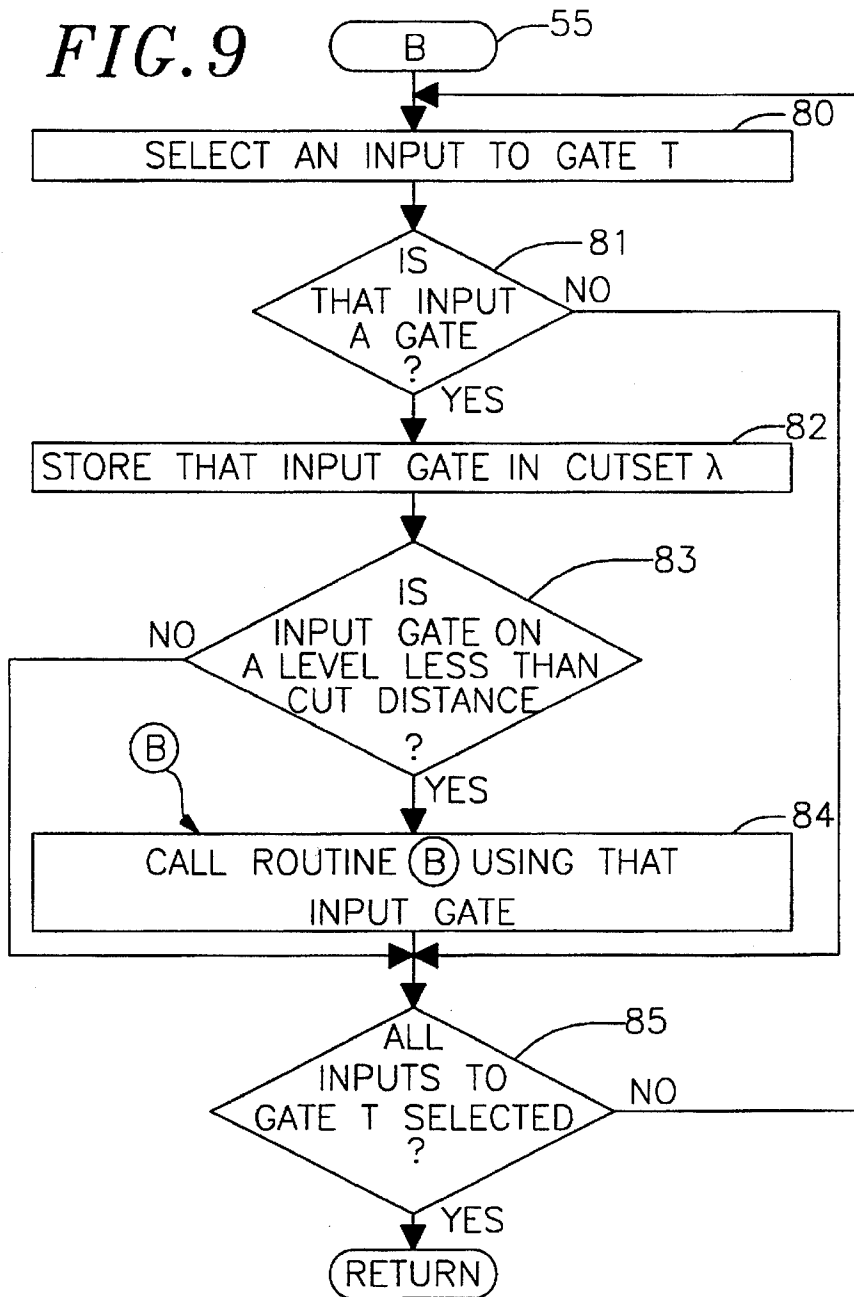 FIG. 9
B
55
80
SELECT AN INPUT TO GATE T
81
IS
THAT INPUT
A GATE
?
NO
YES
82
STORE THAT INPUT GATE IN CUTSET λ
83
IS
INPUT GATE ON
A LEVEL LESS THAN
CUT DISTANCE
?
NO
B
YES
84
CALL ROUTINE B USING THAT
INPUT GATE
85
ALL
INPUTS TO
GATE T SELECTED
?
NO
YES
RETURN